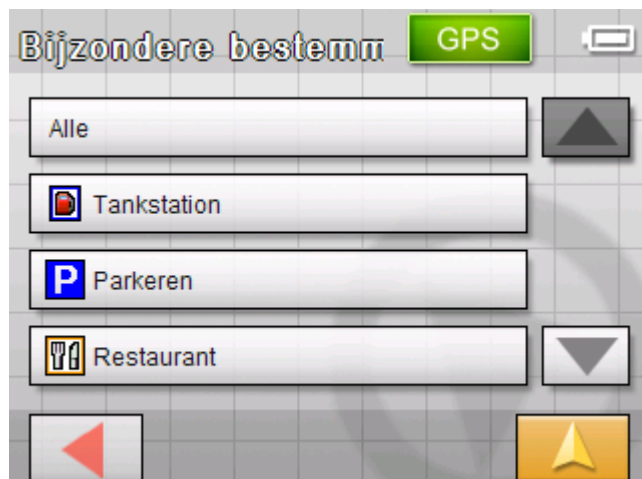 Bijzondere bestemm
GPS
Alle
Tankstation
P Parkeren
Restaurant